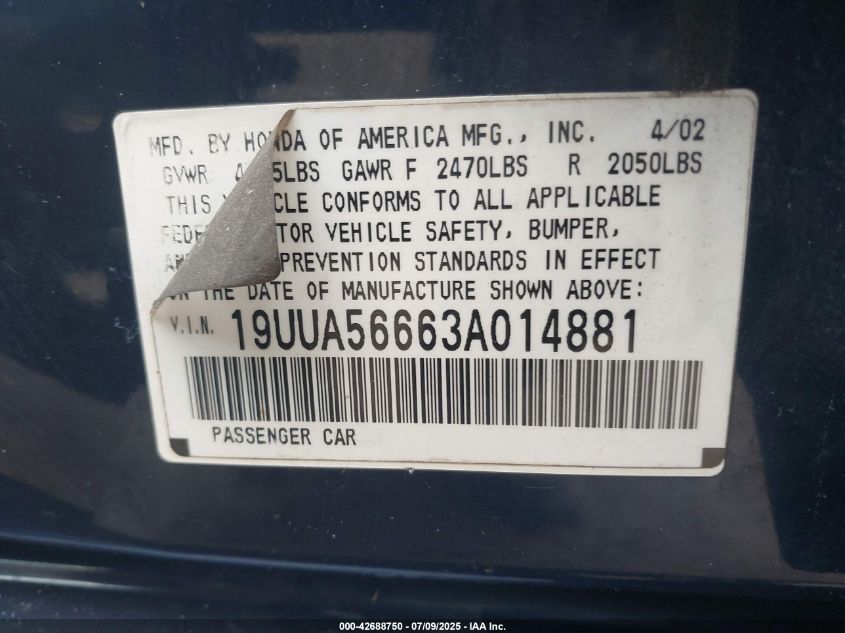 MFD. BY HONDA OF AMERICA MFG., INC. 4/02
GVWR 5LBS GAWR F 2470LBS R 2050LBS
THIS CLE CONFORMS TO ALL APPLICABLE
FEDE TOR VEHICLE SAFETY, BUMPER,
PREVENTION STANDARDS IN EFFECT
ON THE DATE OF MANUFACTURE SHOWN ABOVE:
V.I.N. 19UUA56663A014881
PASSENGER CAR
000-42688750 - 07/09/2025 - IAA Inc.